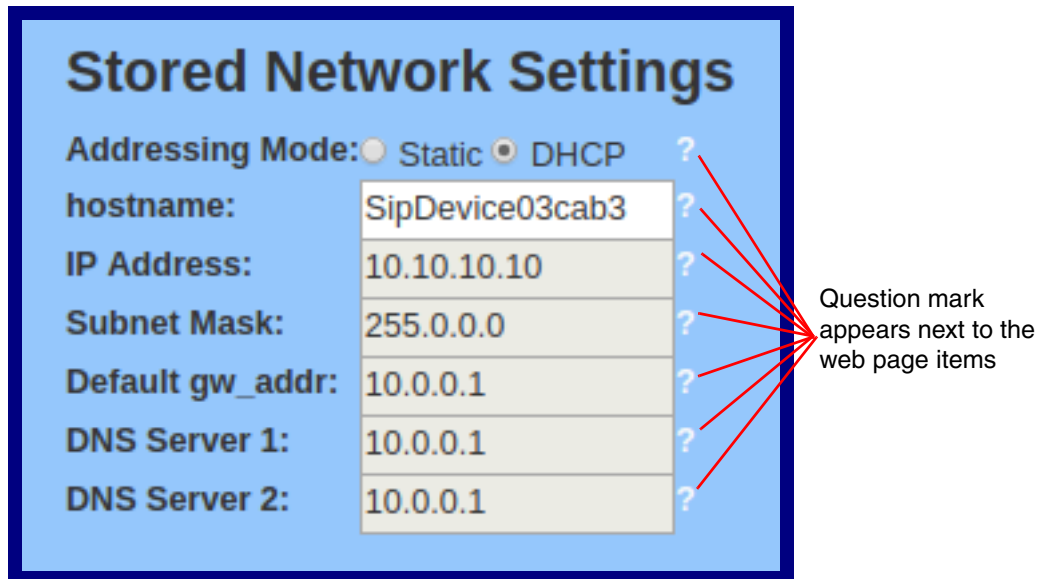 Stored Network Settings
Addressing Mode: Static DHCP ?
hostname: SipDevice03cab3 ?
IP Address: 10.10.10.10 ?
Subnet Mask: 255.0.0.0 ?
Default gw_addr: 10.0.0.1 ?
DNS Server 1: 10.0.0.1 ?
DNS Server 2: 10.0.0.1 ?
Question mark
appears next to the
web page items